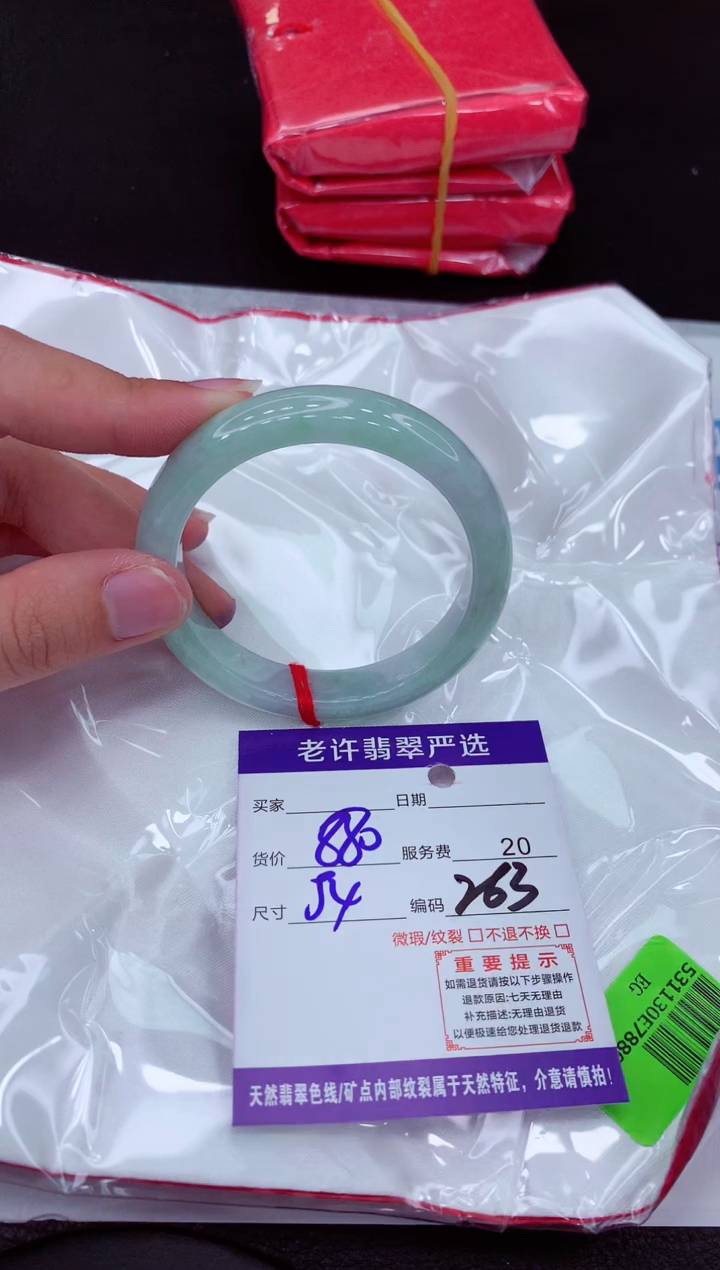 老许翡翠严选
买家 日期
货价 880 服务费 20
尺寸 54 编码 263
微瑕/纹裂 □ 不退不换 □
重要提示
如需退货请按以下步骤操作
退款原因:七天无理由
补充描述:无理由退货
以便极速给您处理退货退款
天然翡翠色线/矿点内部纹裂属于天然特征，介意请慎拍!
EG
531130E788